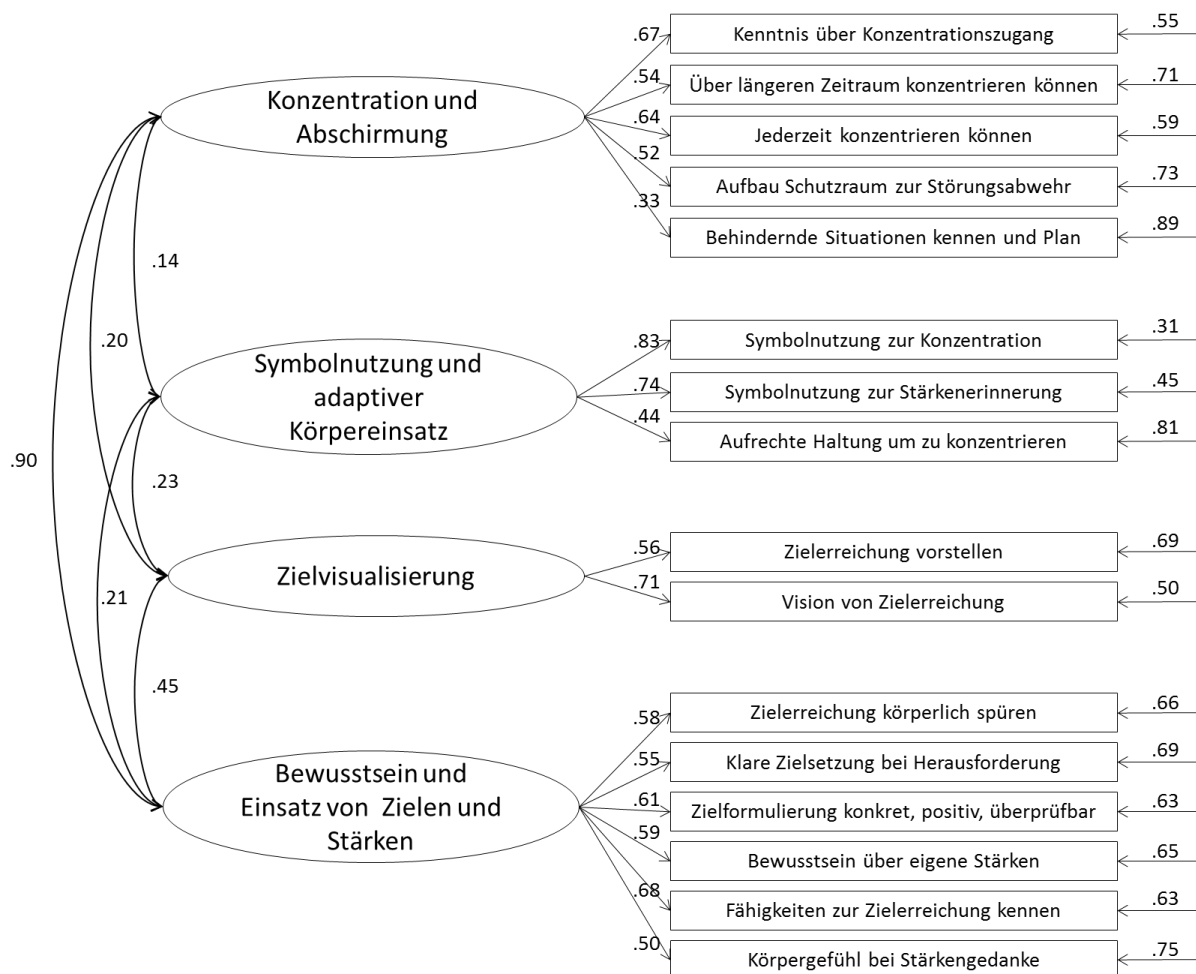 .67
Kenntnis über Konzentrationszugang
.55
.54
Über längeren Zeitraum konzentrieren können
.71
Konzentration und
Abschirmung
.64
Jederzeit konzentrieren können
.59
.52
Aufbau Schutzraum zur Störungsabwehr
.73
.33
Behindernde Situationen kennen und Plan
.89
.14
.20
.83
Symbolnutzung zur Konzentration
.31
Symbolnutzung und
adaptiver
Körpereinsatz
.74
Symbolnutzung zur Stärkenerinnerung
.45
.44
Aufrechte Haltung um zu konzentrieren
.81
.90
.23
.56
Zielerreichung vorstellen
.69
Zielvisualisierung
.71
Vision von Zielerreichung
.50
.21
.45
.58
Zielerreichung körperlich spüren
.66
.55
Klare Zielsetzung bei Herausforderung
.69
Bewusstsein und
Einsatz von Zielen und
Stärken
.61
Zielformulierung konkret, positiv, überprüfbar
.63
.59
Bewusstsein über eigene Stärken
.65
.68
Fähigkeiten zur Zielerreichung kennen
.63
.50
Körpergefühl bei Stärkengedanke
.75